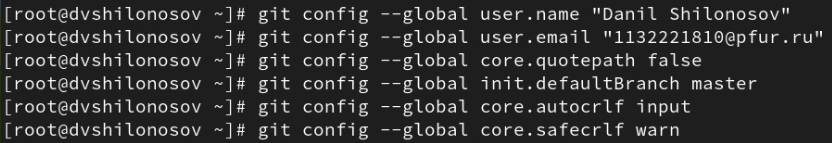 [root@dvshilonosov ~]# git config --global user.name "Danil Shilonosov"
[root@dvshilonosov ~]# git config --global user.email "1132221810@pfur.ru"
[root@dvshilonosov ~]# git config --global core.quotepath false
[root@dvshilonosov ~]# git config --global init.defaultBranch master
[root@dvshilonosov ~]# git config --global core.autocrlf input
[root@dvshilonosov ~]# git config --global core.safecrlf warn